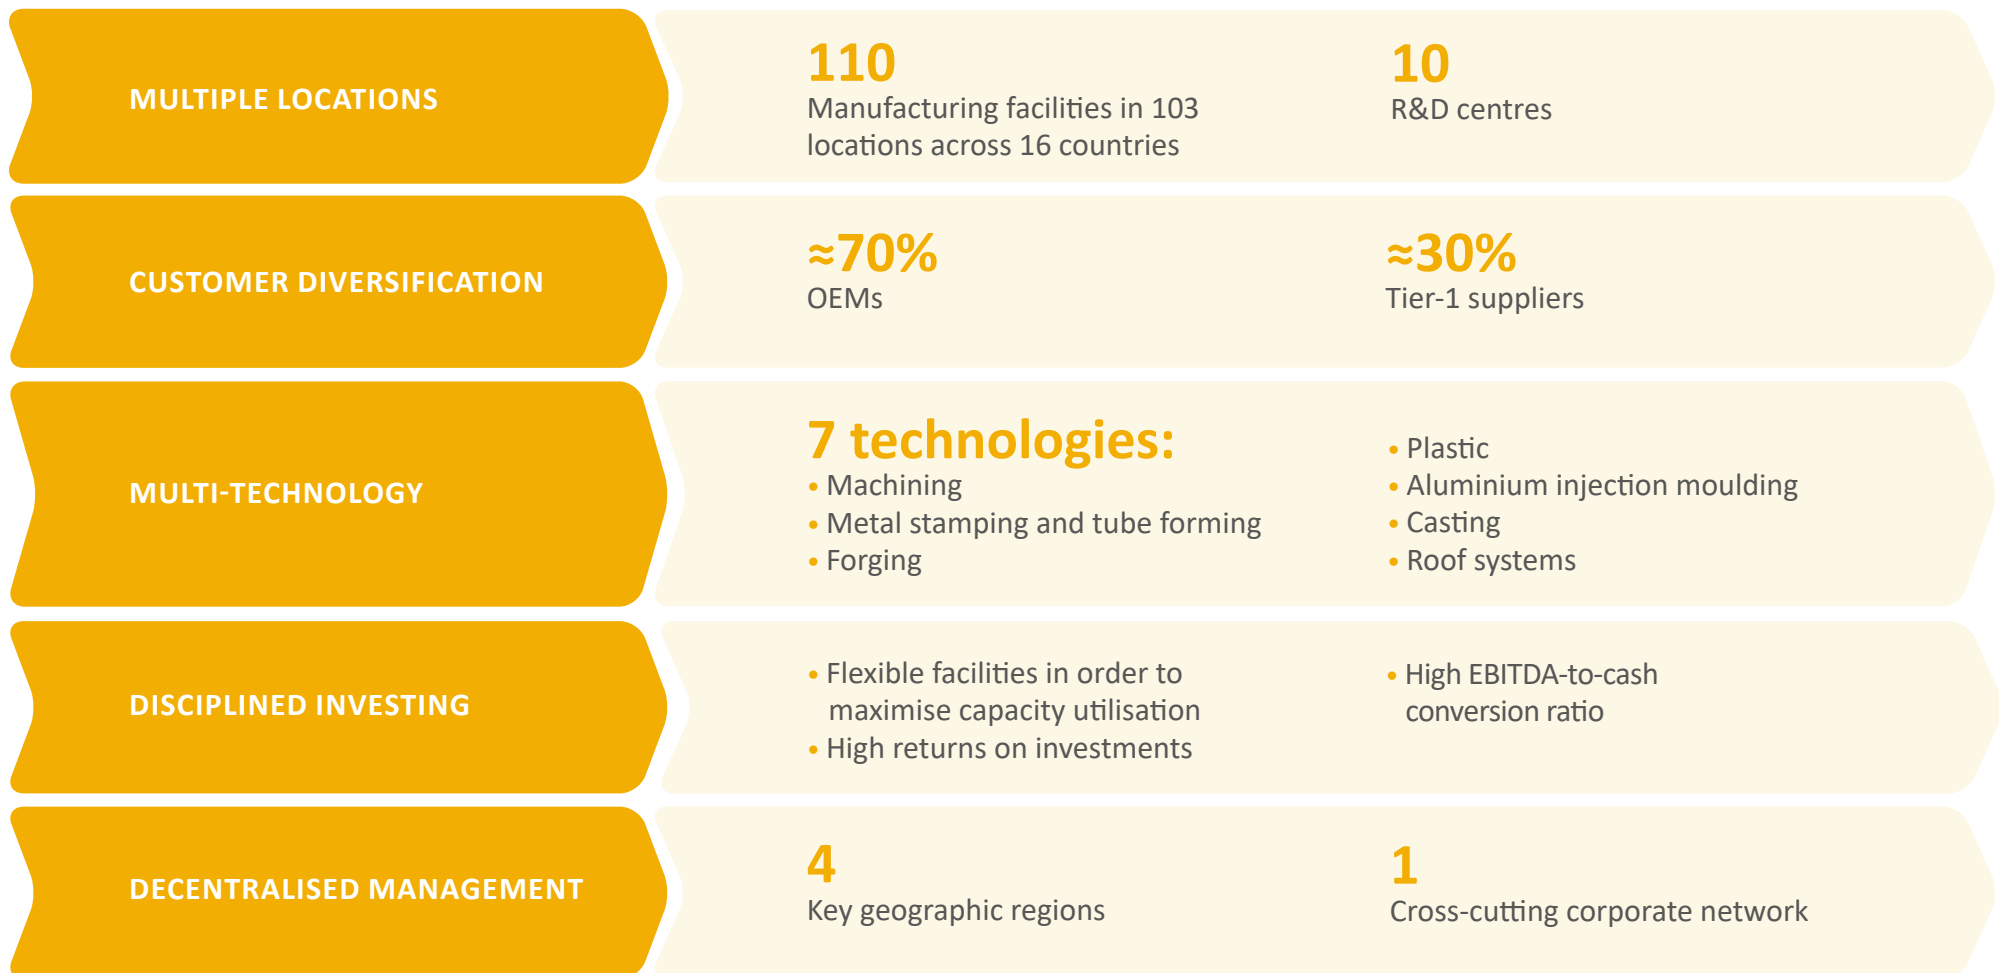 MULTIPLE LOCATIONS
110
Manufacturing facilities in 103
locations across 16 countries
10
R&D centres
CUSTOMER DIVERSIFICATION
≈70%
OEMs
≈30%
Tier-1 suppliers
MULTI-TECHNOLOGY
7 technologies:
• Machining
• Metal stamping and tube forming
• Forging
• Plastic
• Aluminium injection moulding
• Casting
• Roof systems
DISCIPLINED INVESTING
• Flexible facilities in order to
maximise capacity utilisation
• High returns on investments
• High EBITDA-to-cash
conversion ratio
DECENTRALISED MANAGEMENT
4
Key geographic regions
1
Cross-cutting corporate network